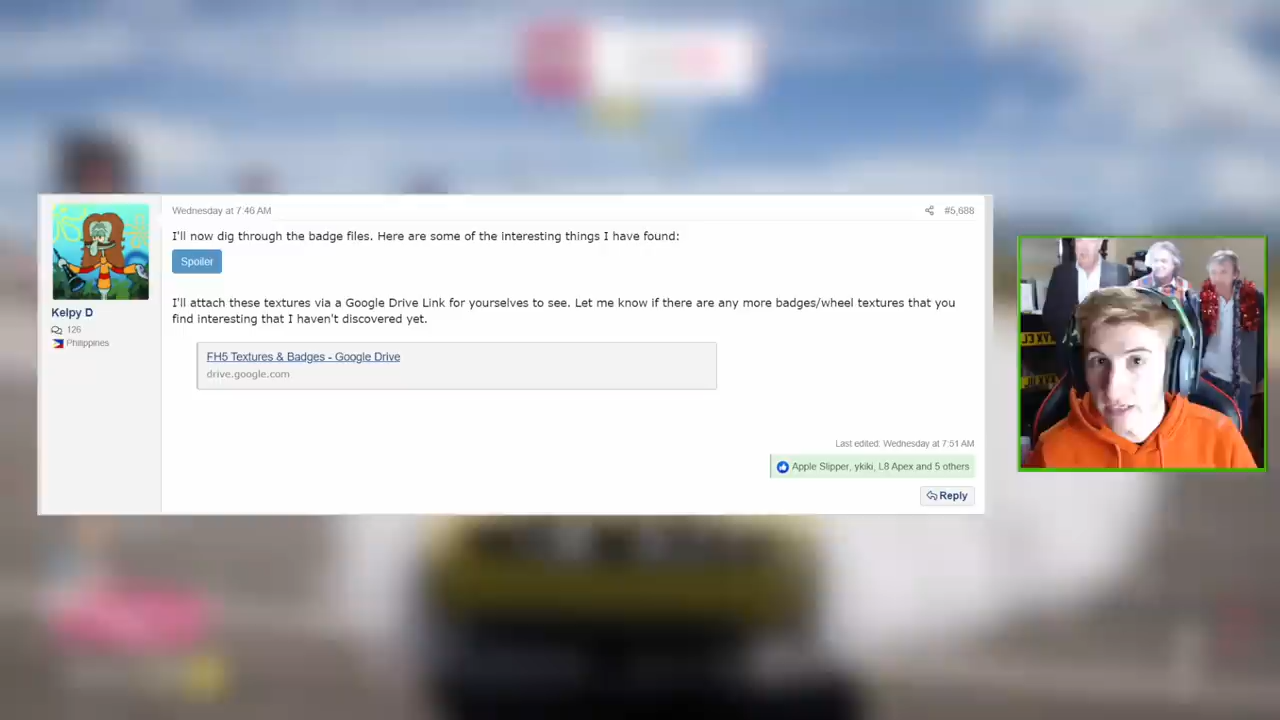 Wednesday at 7:46 AM
#5,688
I'll now dig through the badge files. Here are some of the interesting things I have found:
Spoiler
I'll attach these textures via a Google Drive Link for yourselves to see. Let me know if there are any more badges/wheel textures that you
find interesting that I haven't discovered yet.
Kelpy D
126
Philippines
FH5 Textures & Badges - Google Drive
drive.google.com
Last edited: Wednesday at 7:51 AM
Apple Slipper, ykiki, L8 Apex and 5 others
Reply